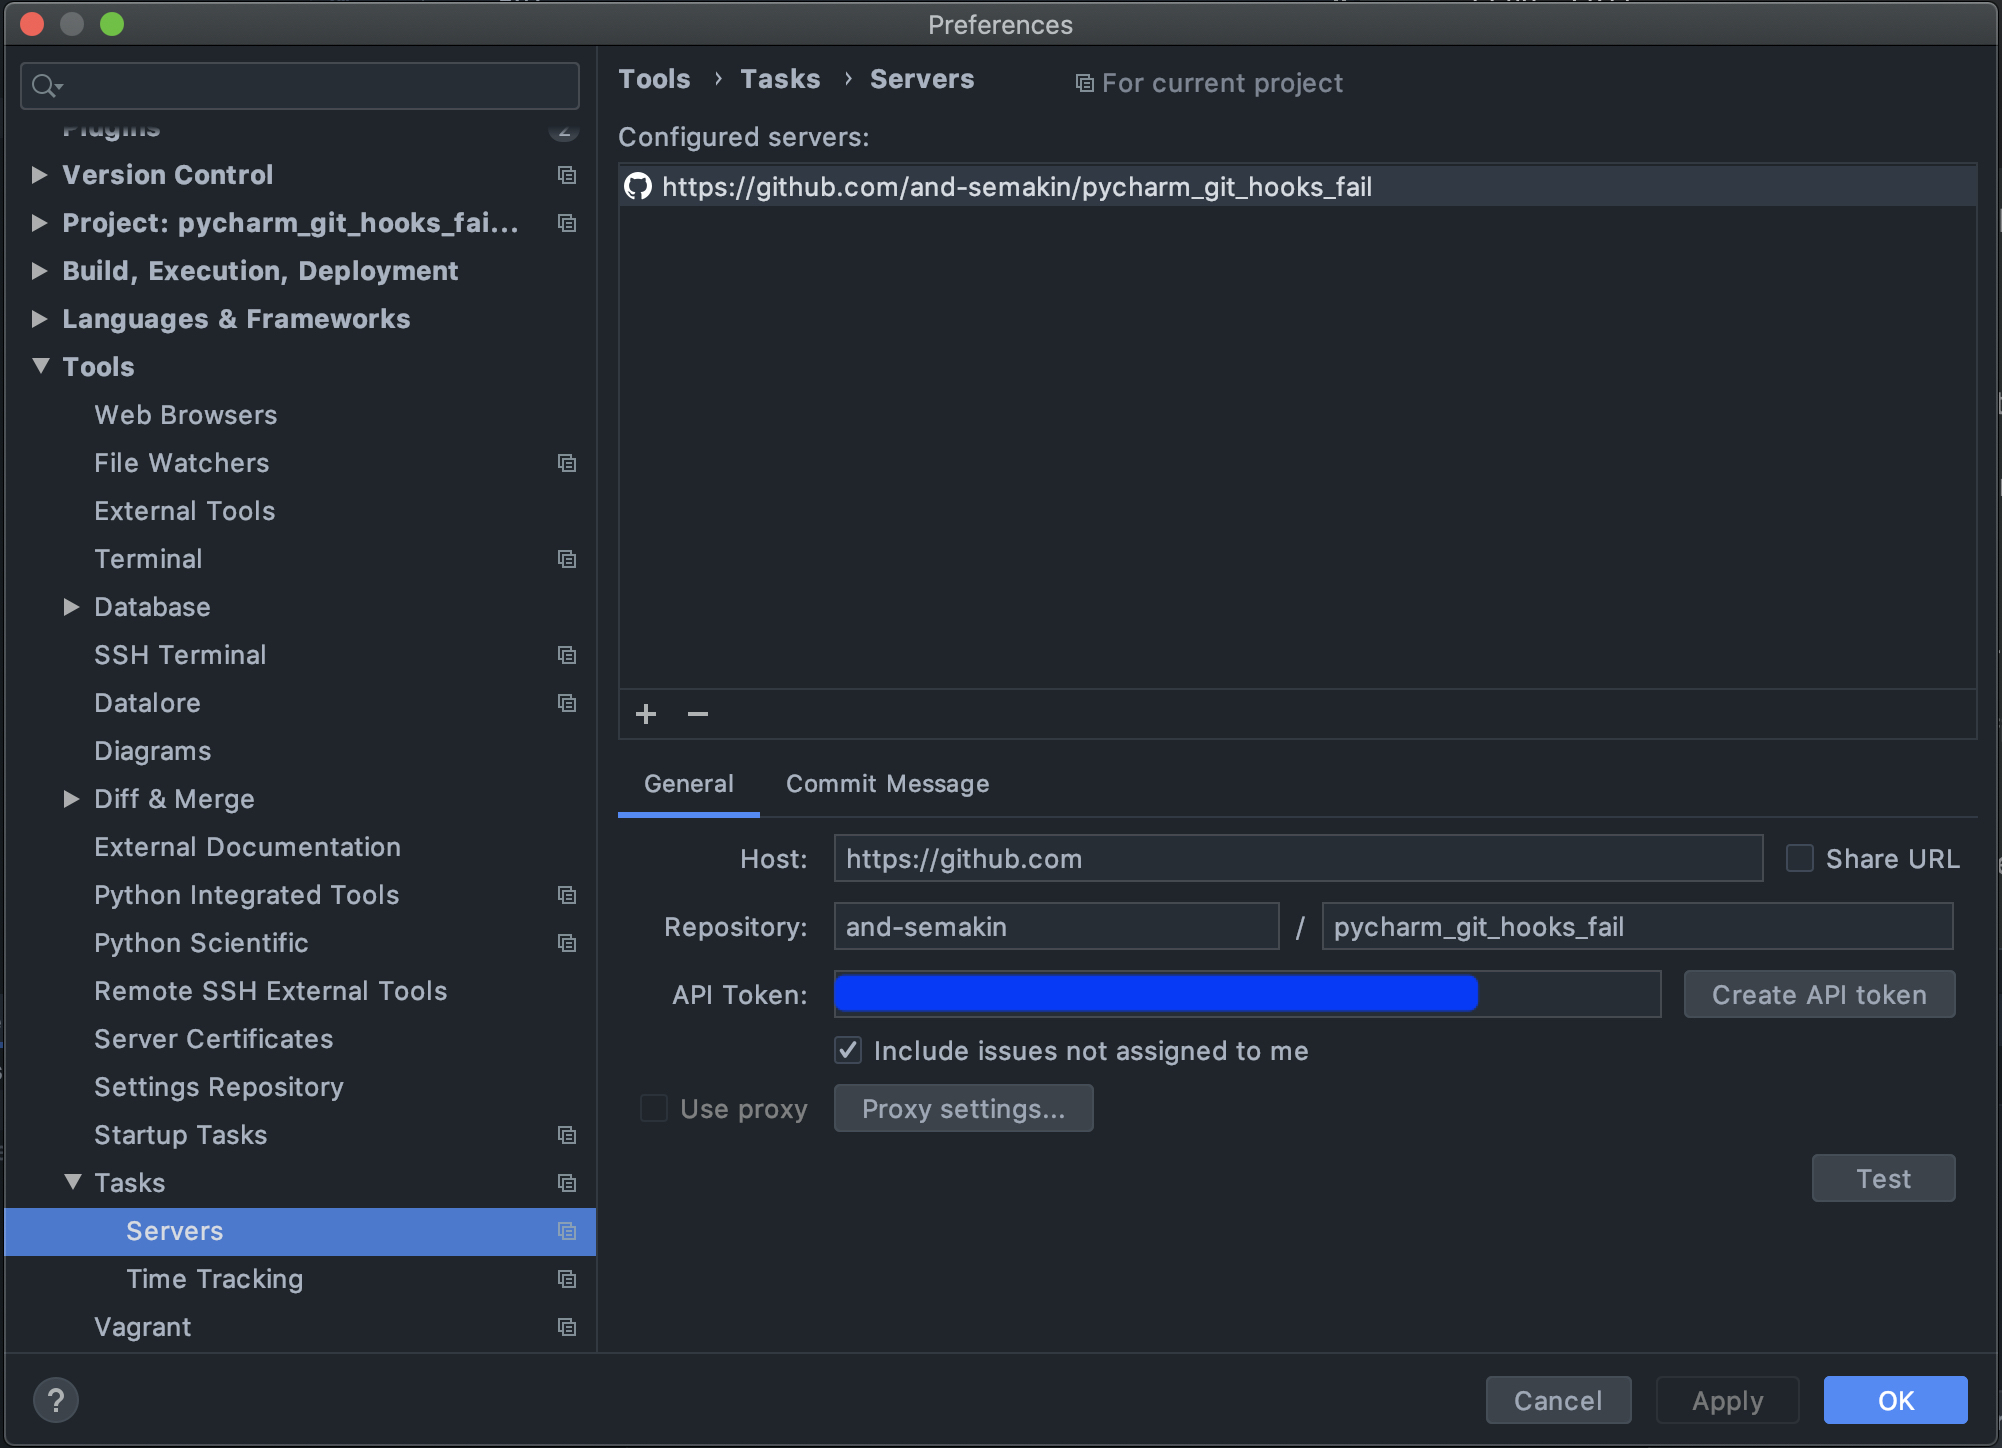 Preferences
Plugins 2
Version Control
Project: pycharm_git_hooks_fai...
Build, Execution, Deployment
Languages & Frameworks
Tools
Web Browsers
File Watchers
External Tools
Terminal
Database
SSH Terminal
Datalore
Diagrams
Diff & Merge
External Documentation
Python Integrated Tools
Python Scientific
Remote SSH External Tools
Server Certificates
Settings Repository
Startup Tasks
Tasks
Servers
Time Tracking
Vagrant
Tools › Tasks › Servers For current project
Configured servers:
https://github.com/and-semakin/pycharm_git_hooks_fail
+ −
General Commit Message
Host: https://github.com Share URL
Repository: and-semakin / pycharm_git_hooks_fail
API Token: Create API token
Include issues not assigned to me
Use proxy Proxy settings...
Test
? Cancel Apply OK